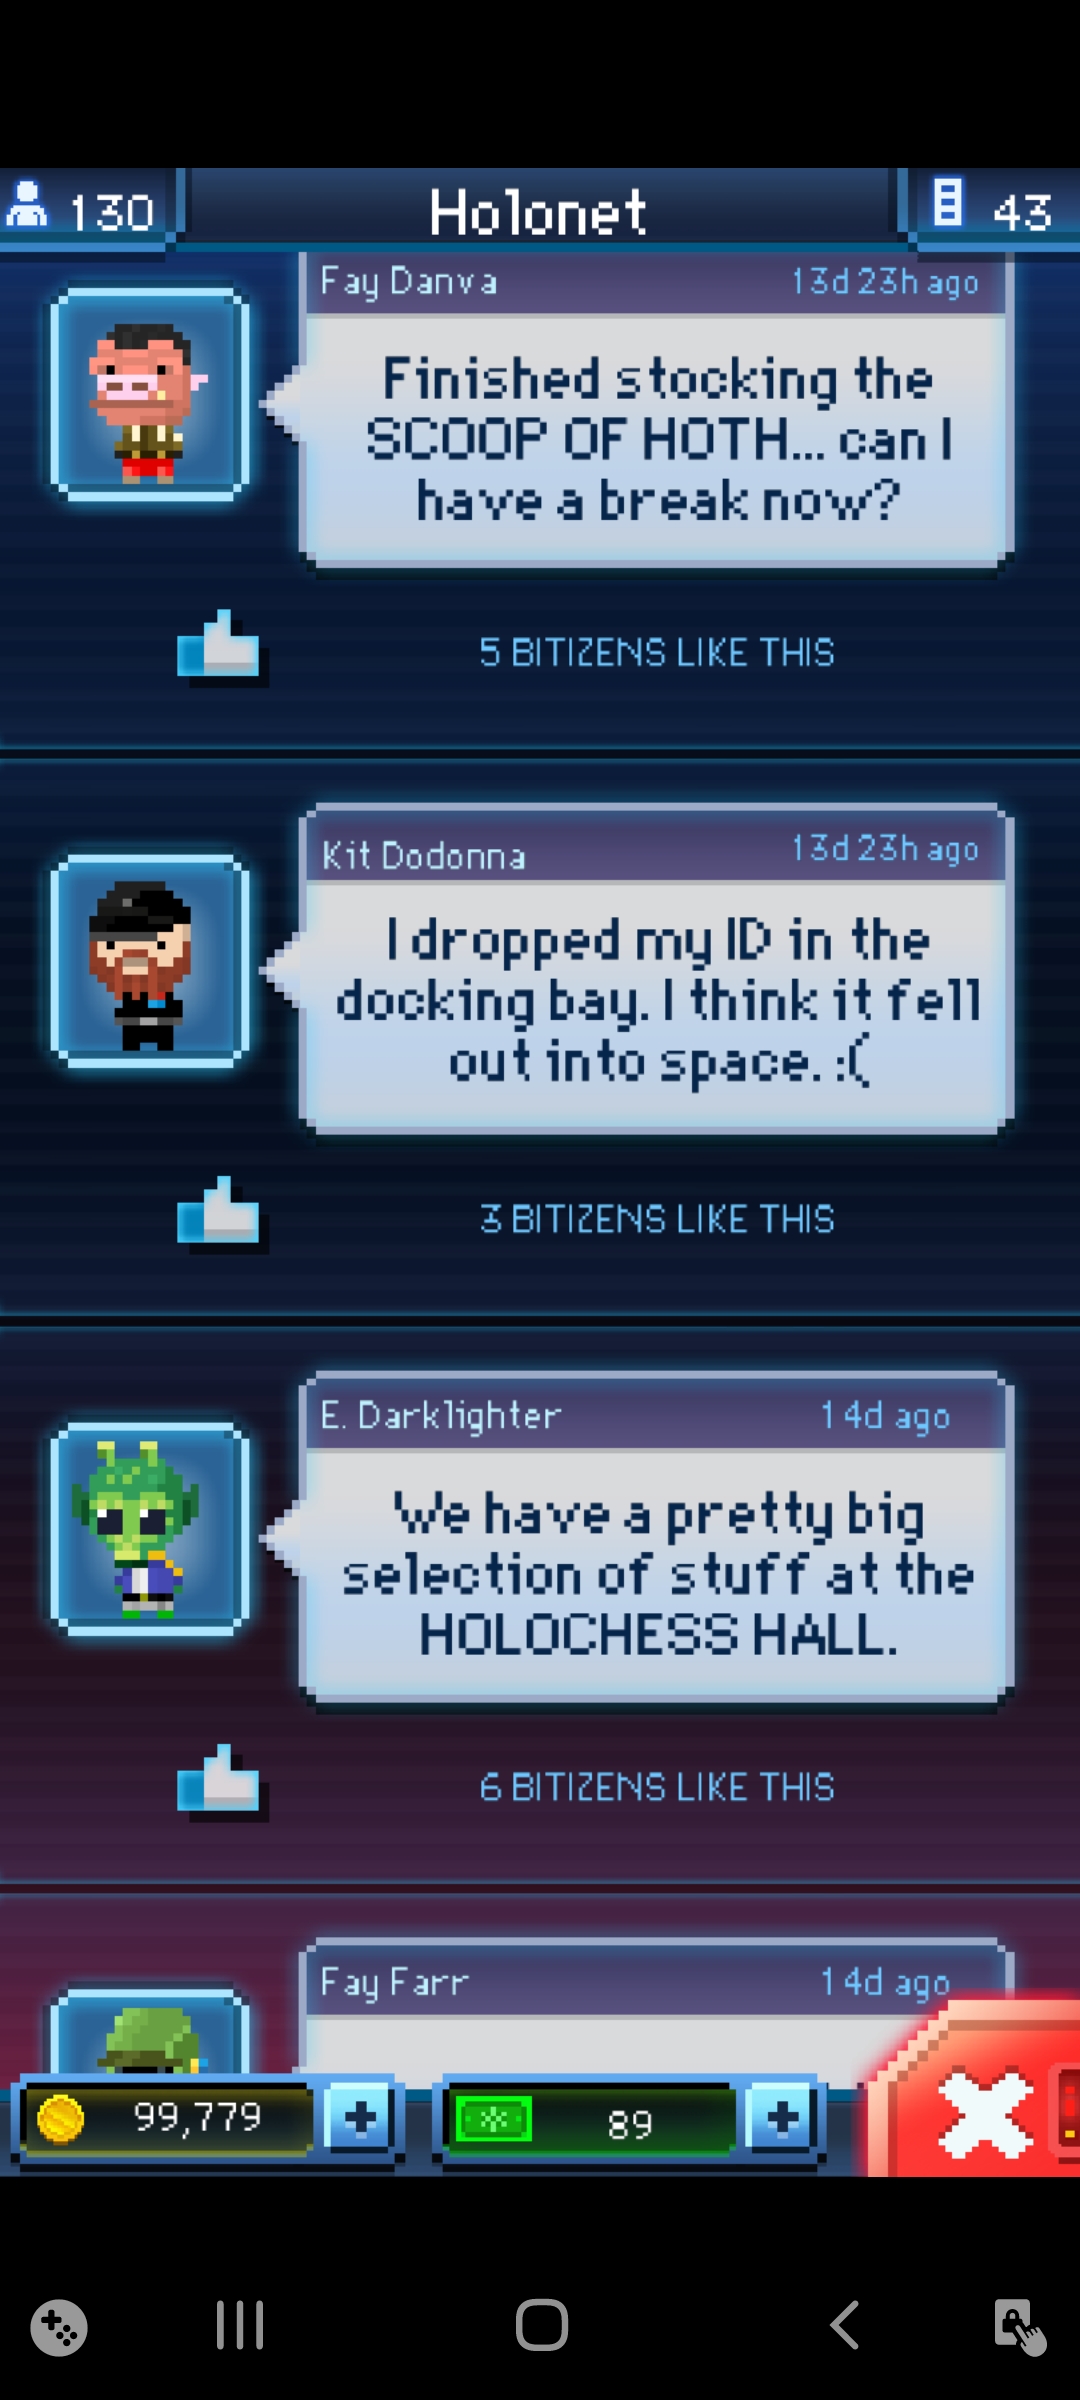 130 Holonet 43
Fay Danva 13d 23h ago
Finished stocking the
SCOOP OF HOTH... can I
have a break now?
5 BITIZENS LIKE THIS
Kit Dodonna 13d 23h ago
I dropped my ID in the
docking bay. I think it fell
out into space. :(
3 BITIZENS LIKE THIS
E. Darklighter 14d ago
We have a pretty big
selection of stuff at the
HOLOCHESS HALL.
6 BITIZENS LIKE THIS
Fay Farr 14d ago
99,779 + 89 +